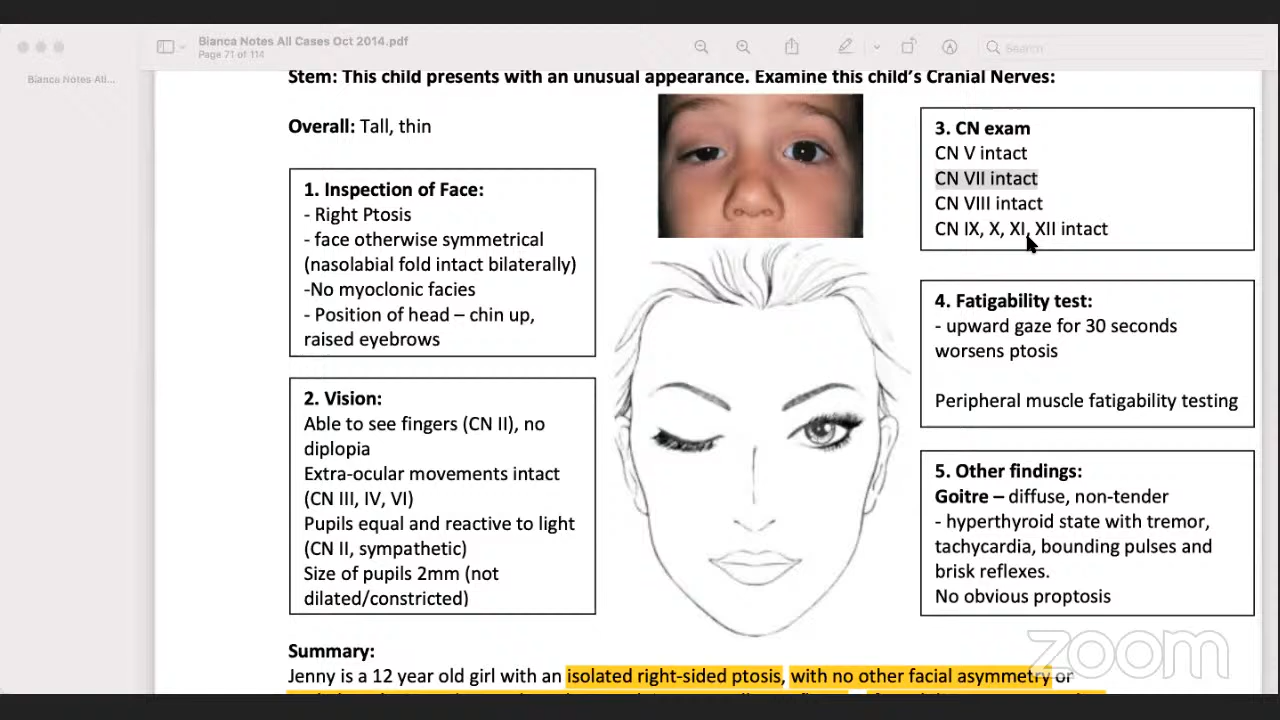 Bianca Notes All Cases Oct 2014.pdf
Page 71 of 114
Search
Bianca Notes Atl...
Stem: This child presents with an unusual appearance. Examine this child's Cranial Nerves:
Overall: Tall, thin
1. Inspection of Face:
- Right Ptosis
- face otherwise symmetrical
(nasolabial fold intact bilaterally)
-No myoclonic facies
- Position of head – chin up,
raised eyebrows
2. Vision:
Able to see fingers (CN II), no
diplopia
Extra-ocular movements intact
(CN III, IV, VI)
Pupils equal and reactive to light
(CN II, sympathetic)
Size of pupils 2mm (not
dilated/constricted)
3. CN exam
CN V intact
CN VII intact
CN VIII intact
CN IX, X, XI, XII intact
4. Fatigability test:
- upward gaze for 30 seconds
worsens ptosis
Peripheral muscle fatigability testing
5. Other findings:
Goitre – diffuse, non-tender
- hyperthyroid state with tremor,
tachycardia, bounding pulses and
brisk reflexes.
No obvious proptosis
Summary:
Jenny is a 12 year old girl with an isolated right-sided ptosis, with no other facial asymmetry or
zoom